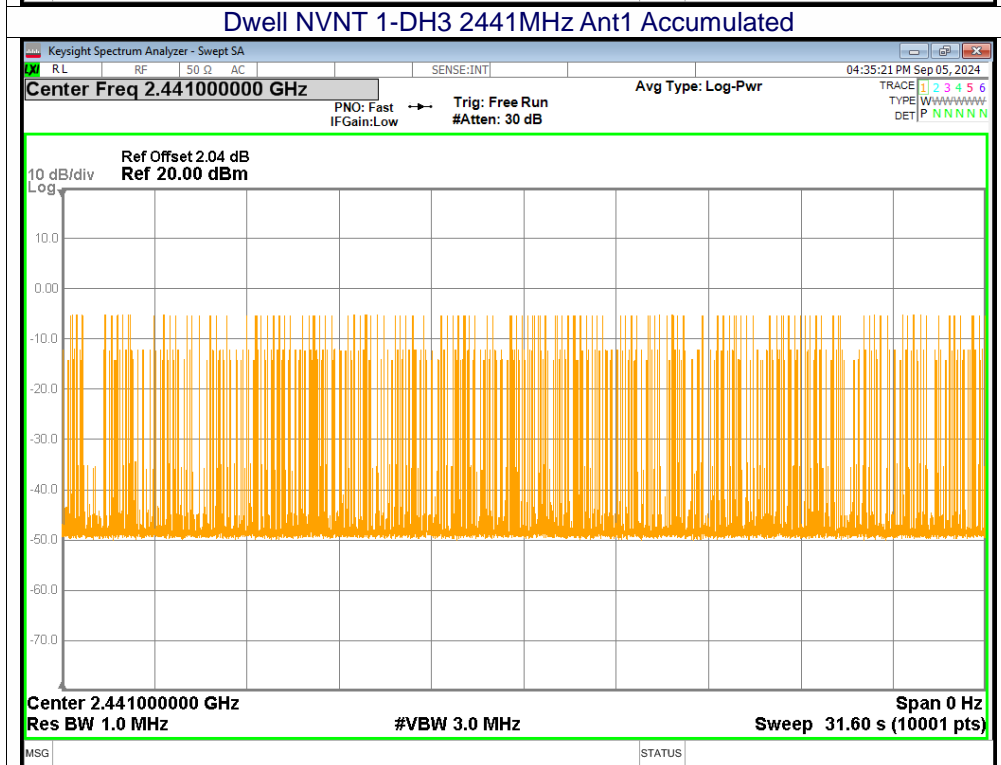 Dwell NVNT 1-DH3 2441MHz Ant1 Accumulated
Keysight Spectrum Analyzer - Swept SA
LXI RL RF 50 Ω AC SENSE:INT 04:35:21 PM Sep 05, 2024
Center Freq 2.441000000 GHz Avg Type: Log-Pwr TRACE 1 2 3 4 5 6
PNO: Fast Trig: Free Run TYPE WWWWWWW
IFGain:Low #Atten: 30 dB DET P N N N N N
Ref Offset 2.04 dB
10 dB/div Ref 20.00 dBm
Log
10.0
0.00
-10.0
-20.0
-30.0
-40.0
-50.0
-60.0
-70.0
Center 2.441000000 GHz Span 0 Hz
Res BW 1.0 MHz #VBW 3.0 MHz Sweep 31.60 s (10001 pts)
MSG STATUS